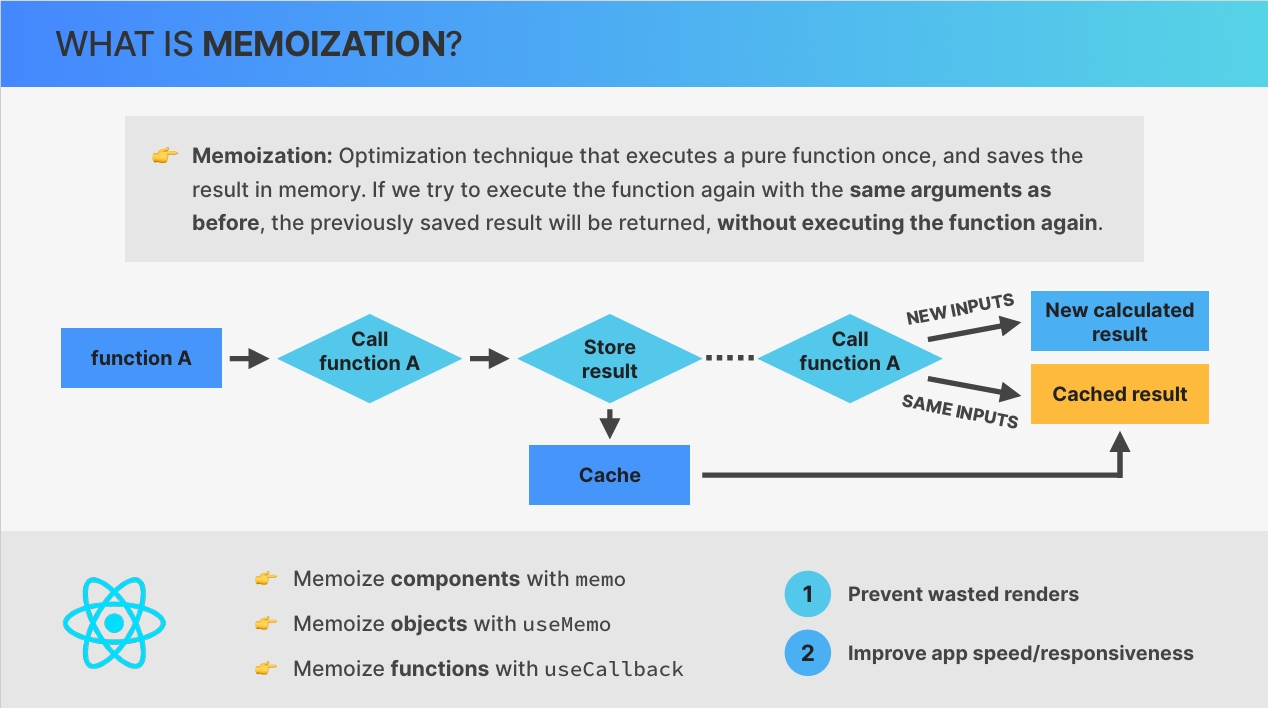 WHAT IS MEMOIZATION?
👉 Memoization: Optimization technique that executes a pure function once, and saves the
result in memory. If we try to execute the function again with the same arguments as
before, the previously saved result will be returned, without executing the function again.
function A
Call
function A
Store
result
Call
function A
NEW INPUTS
New calculated
result
SAME INPUTS
Cached result
Cache
👉 Memoize components with memo
👉 Memoize objects with useMemo
👉 Memoize functions with useCallback
1 Prevent wasted renders
2 Improve app speed/responsiveness